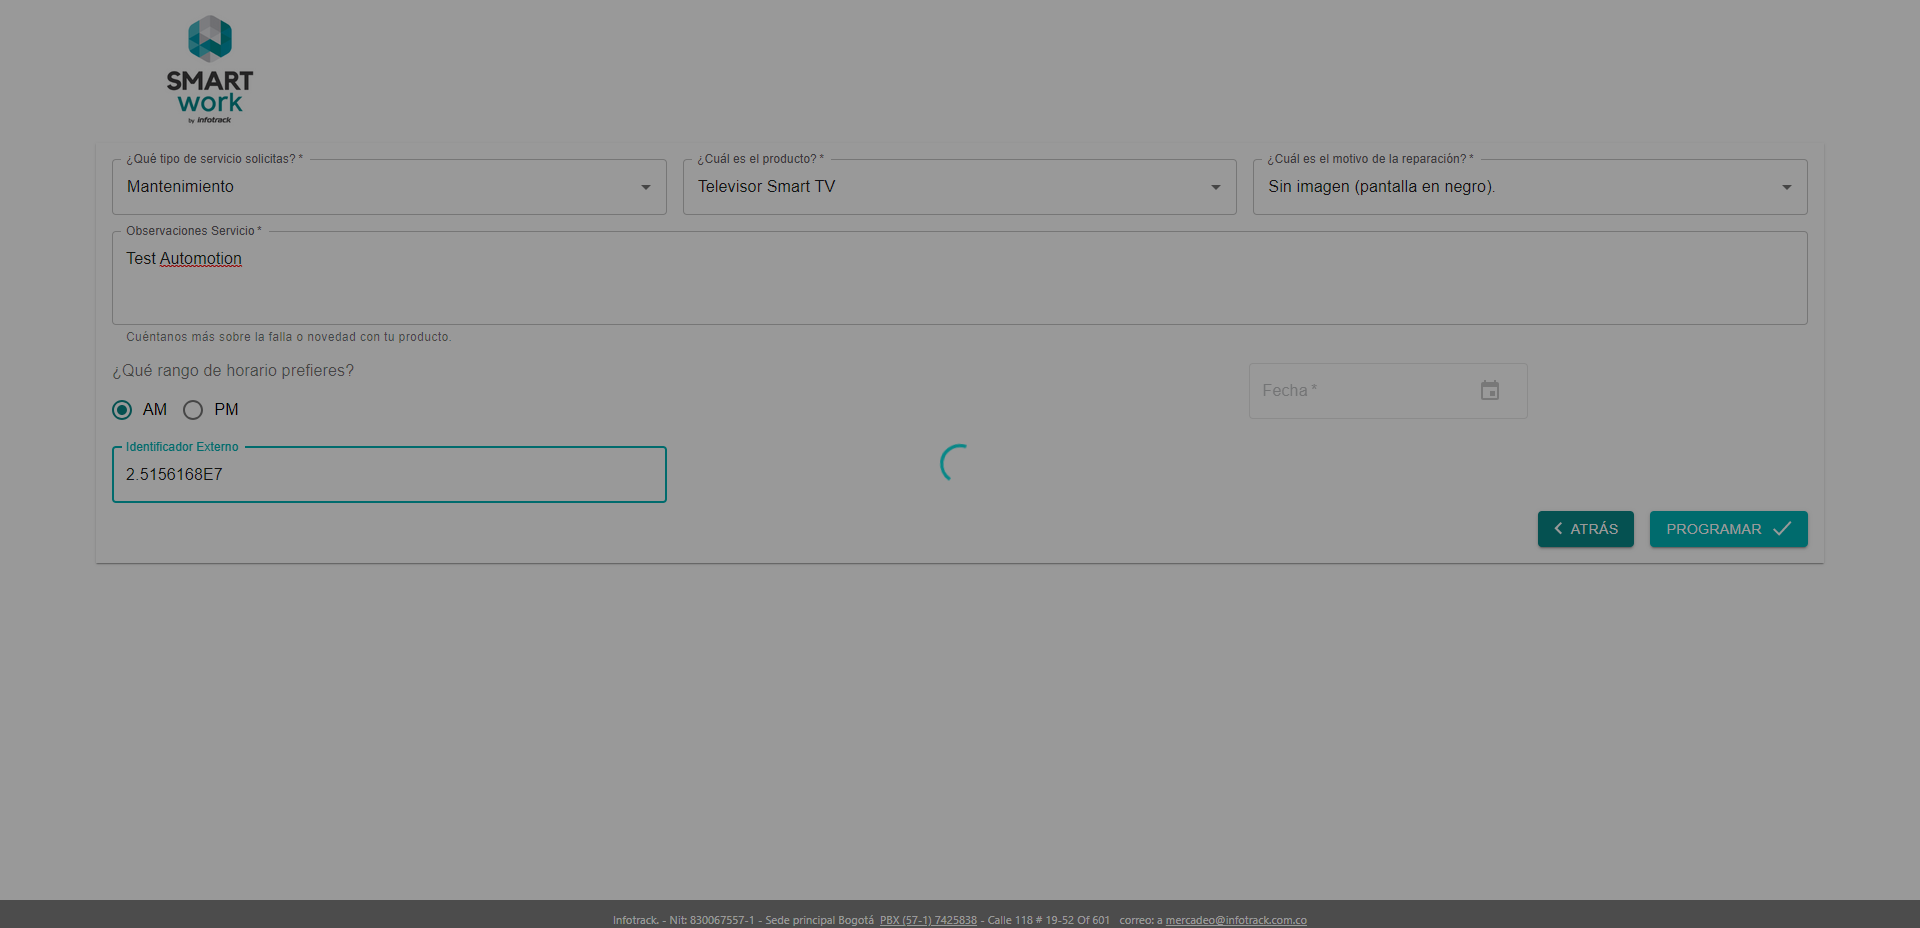 SMART
work
by infotrack
¿Qué tipo de servicio solicitas? *
Mantenimiento
¿Cuál es el producto? *
Televisor Smart TV
¿Cuál es el motivo de la reparación? *
Sin imagen (pantalla en negro).
Observaciones Servicio *
Test Automotion
Cuéntanos más sobre la falla o novedad con tu producto.
¿Qué rango de horario prefieres?
AM PM
Fecha *
Identificador Externo
2.5156168E7
ATRÁS
PROGRAMAR
Infotrack. - Nit: 830067557-1 - Sede principal Bogotá PBX (57-1) 7425838 - Calle 118 # 19-52 Of 601 correo: a mercadeo@infotrack.com.co